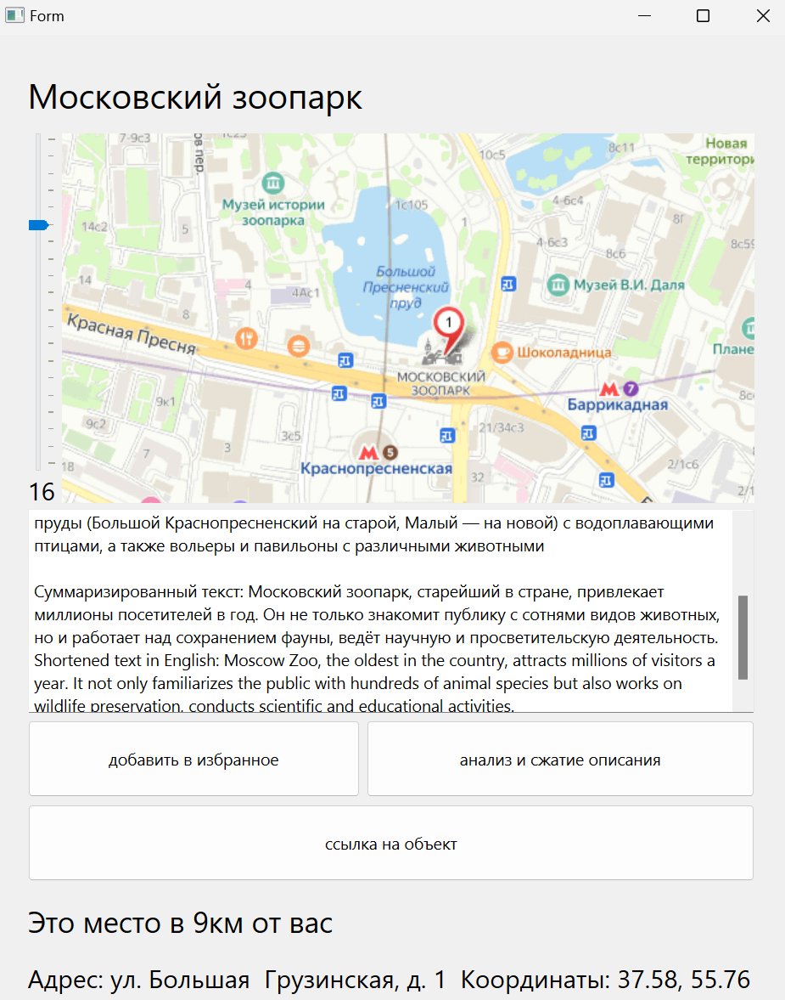 Form
Московский зоопарк
7-9с3
ов пер.
10с5
8с11
Новая
территори
Музей истории
зоопарка
1с105
4-6с4
14с2
5
1
8Г
4-6с3
8с6
8с59
14
4
4Ас1
Большой
Пресненский
пруд
Музей В.И. Даля
8
1
Красная Пресня
Плане
Шоколадница
МОСКОВСКИЙ
ЗООПАРК
7
Баррикадная
9к1
8с
9с2
3с5
21/34с3
3
7
5
18
Краснопресненская
32
2/1с6
2/1
16
пруды (Большой Краснопресненский на старой, Малый — на новой) с водоплавающими
птицами, а также вольеры и павильоны с различными животными
Суммаризированный текст: Московский зоопарк, старейший в стране, привлекает
миллионы посетителей в год. Он не только знакомит публику с сотнями видов животных,
но и работает над сохранением фауны, ведёт научную и просветительскую деятельность.
Shortened text in English: Moscow Zoo, the oldest in the country, attracts millions of visitors a
year. It not only familiarizes the public with hundreds of animal species but also works on
wildlife preservation, conducts scientific and educational activities.
добавить в избранное
анализ и сжатие описания
ссылка на объект
Это место в 9км от вас
Адрес: ул. Большая  Грузинская, д. 1  Координаты: 37.58, 55.76